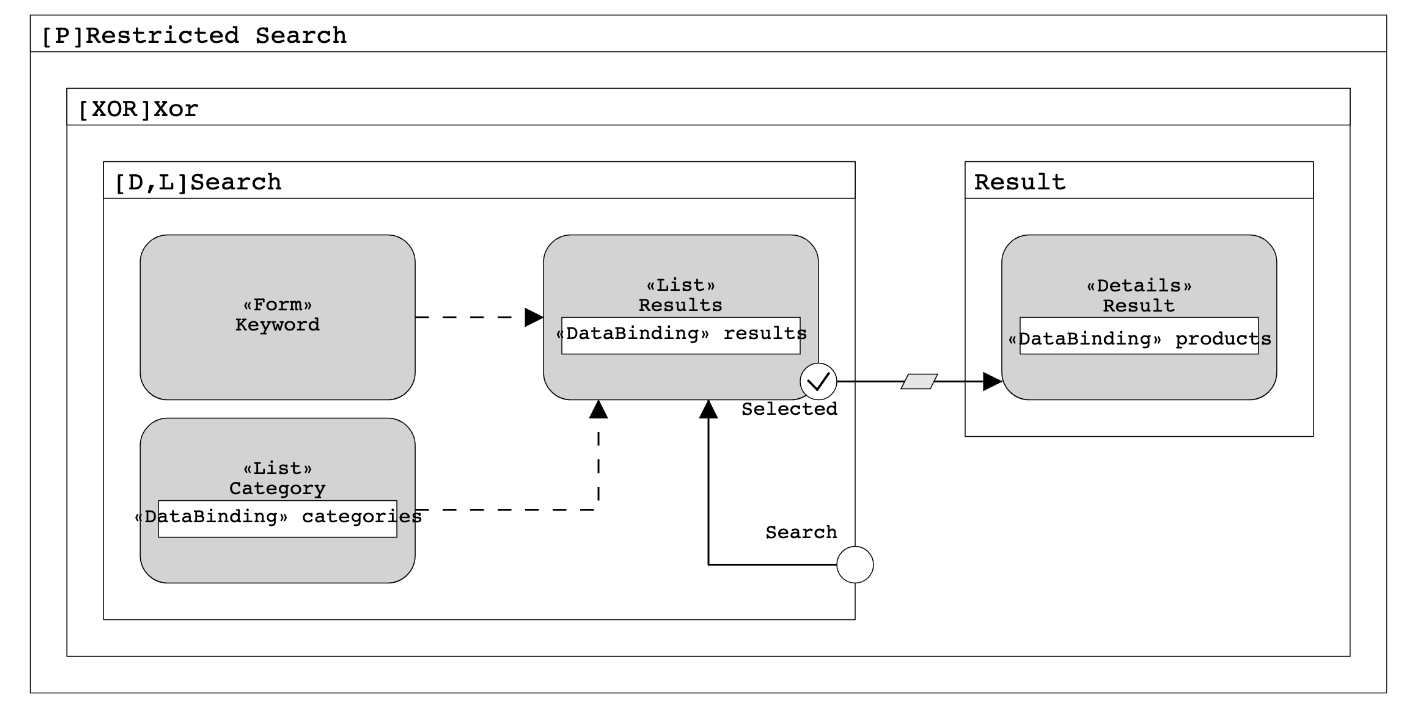 [P]Restricted Search
[XOR]Xor
[D,L]Search
Result
«Form»
Keyword
«List»
Results
«DataBinding» results
Selected
«Details»
Result
«DataBinding» products
«List»
Category
«DataBinding» categories
Search